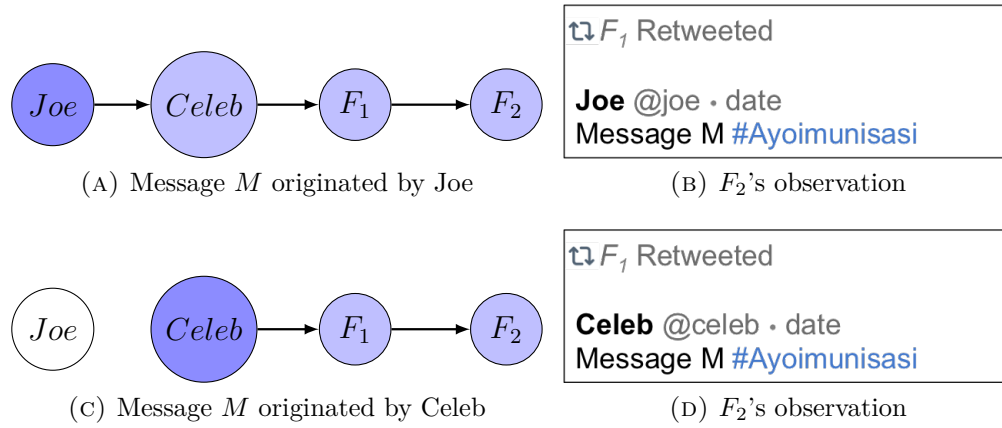 Joe Celeb F₁ F₂
F₁ Retweeted
Joe @joe • date
Message M #Ayoimunisasi
(A) Message M originated by Joe
(B) F₂'s observation
Joe Celeb F₁ F₂
F₁ Retweeted
Celeb @celeb • date
Message M #Ayoimunisasi
(C) Message M originated by Celeb
(D) F₂'s observation